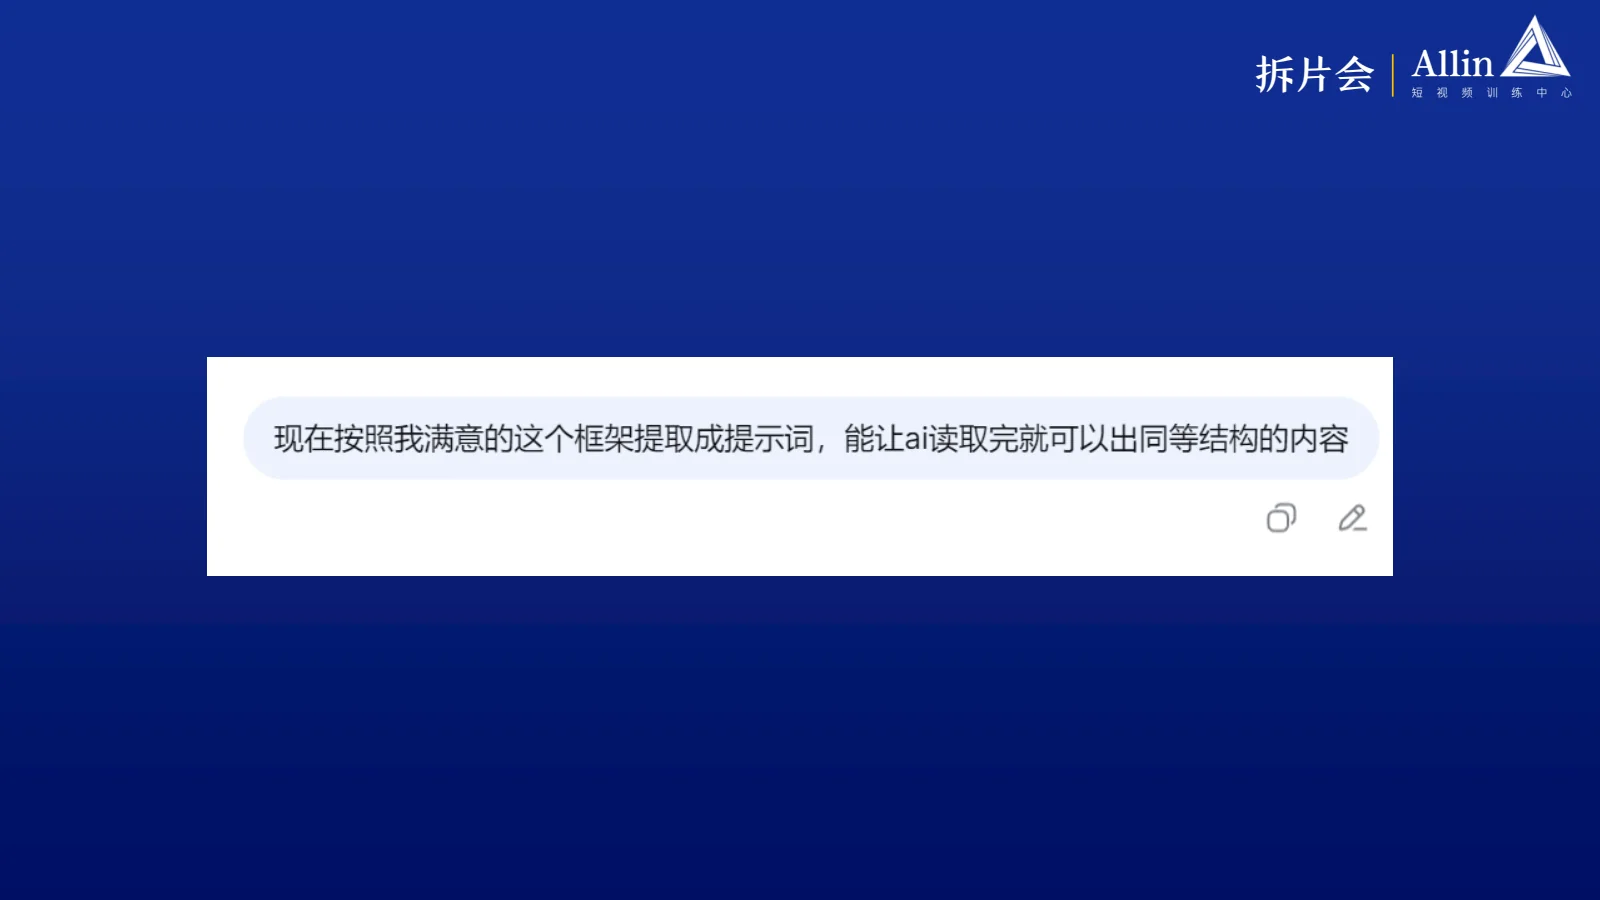 拆片会
Allin
短视频训练中心
现在按照我满意的这个框架提取成提示词，能让ai读取完就可以出同等结构的内容